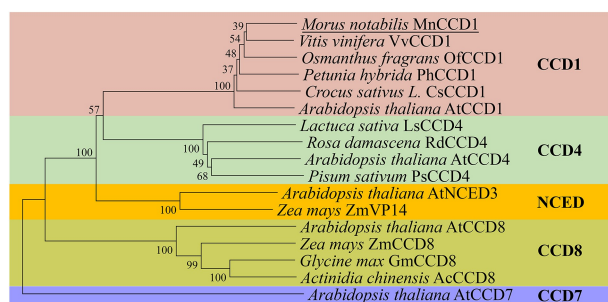 39
Morus notabilis MnCCD1
54
Vitis vinifera VvCCD1
48
Osmanthus fragrans OfCCD1
37
Petunia hybrida PhCCD1
CCD1
100
Crocus sativus L. CsCCD1
Arabidopsis thaliana AtCCD1
57
Lactuca sativa LsCCD4
100
Rosa damascena RdCCD4
CCD4
49
Arabidopsis thaliana AtCCD4
68
Pisum sativum PsCCD4
100
Arabidopsis thaliana AtNCED3
NCED
100
Zea mays ZmVP14
Arabidopsis thaliana AtCCD8
100
Zea mays ZmCCD8
CCD8
99
Glycine max GmCCD8
100
Actinidia chinensis AcCCD8
Arabidopsis thaliana AtCCD7
CCD7